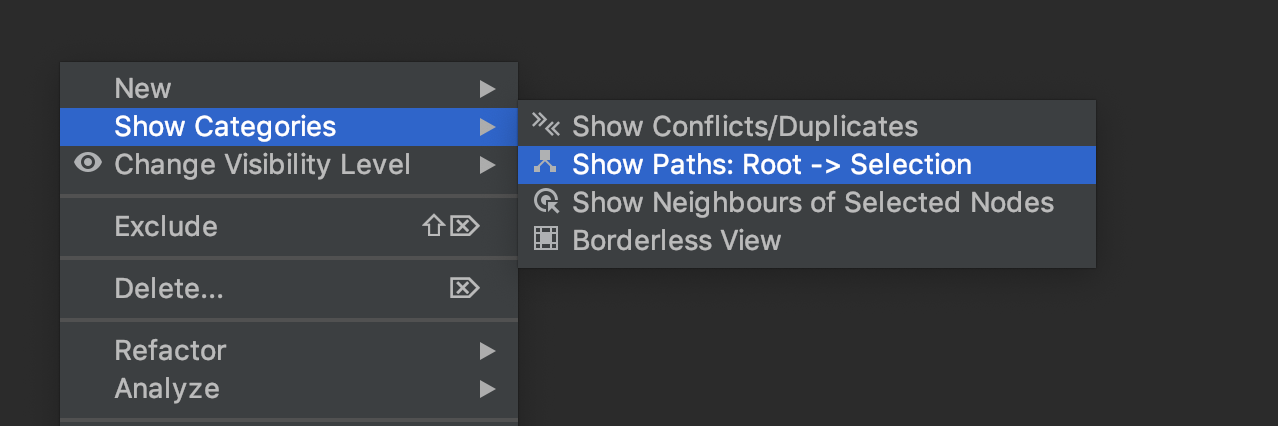 New
Show Categories
Change Visibility Level
Exclude
Delete...
Refactor
Analyze
Show Conflicts/Duplicates
Show Paths: Root -> Selection
Show Neighbours of Selected Nodes
Borderless View